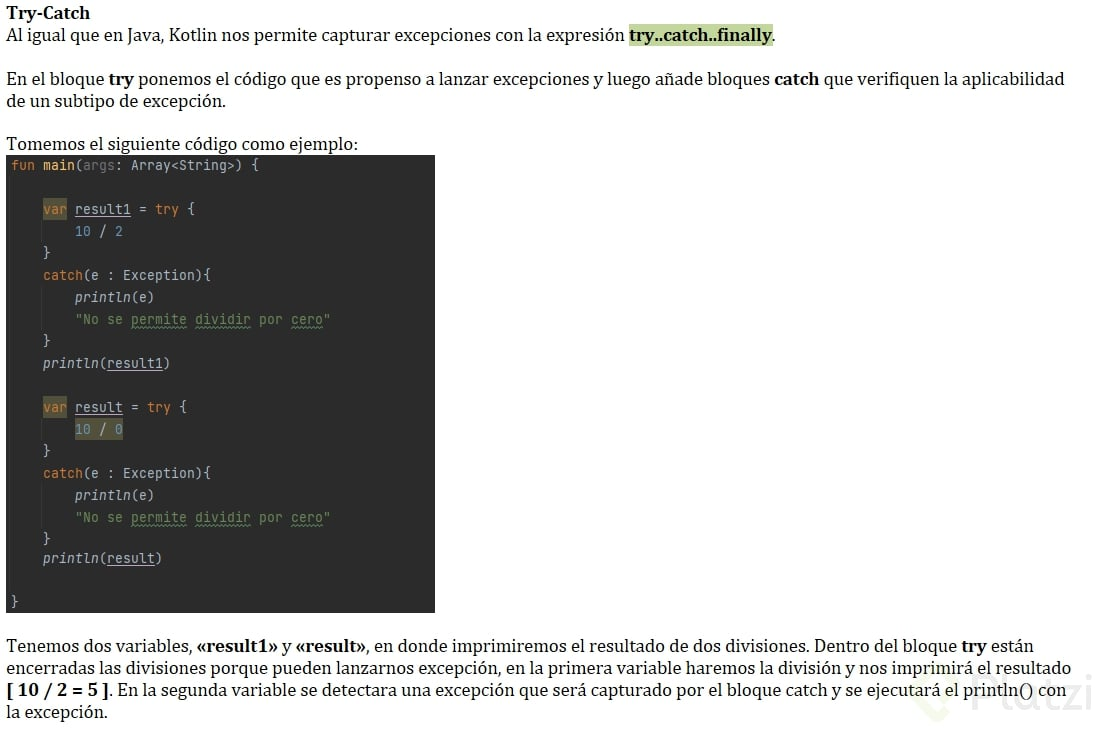 Try-Catch
Al igual que en Java, Kotlin nos permite capturar excepciones con la expresión try..catch..finally.
En el bloque try ponemos el código que es propenso a lanzar excepciones y luego añade bloques catch que verifiquen la aplicabilidad
de un subtipo de excepción.
Tomemos el siguiente código como ejemplo:
fun main(args: Array<String>) {
var result1 = try {
10 / 2
}
catch(e : Exception){
println(e)
"No se permite dividir por cero"
}
println(result1)
var result = try {
10 / 0
}
catch(e : Exception){
println(e)
"No se permite dividir por cero"
}
println(result)
}
Tenemos dos variables, «result1» y «result», en donde imprimiremos el resultado de dos divisiones. Dentro del bloque try están
encerradas las divisiones porque pueden lanzarnos excepción, en la primera variable haremos la división y nos imprimirá el resultado
[ 10 / 2 = 5 ]. En la segunda variable se detectara una excepción que será capturado por el bloque catch y se ejecutará el println() con
la excepción.
Platzi